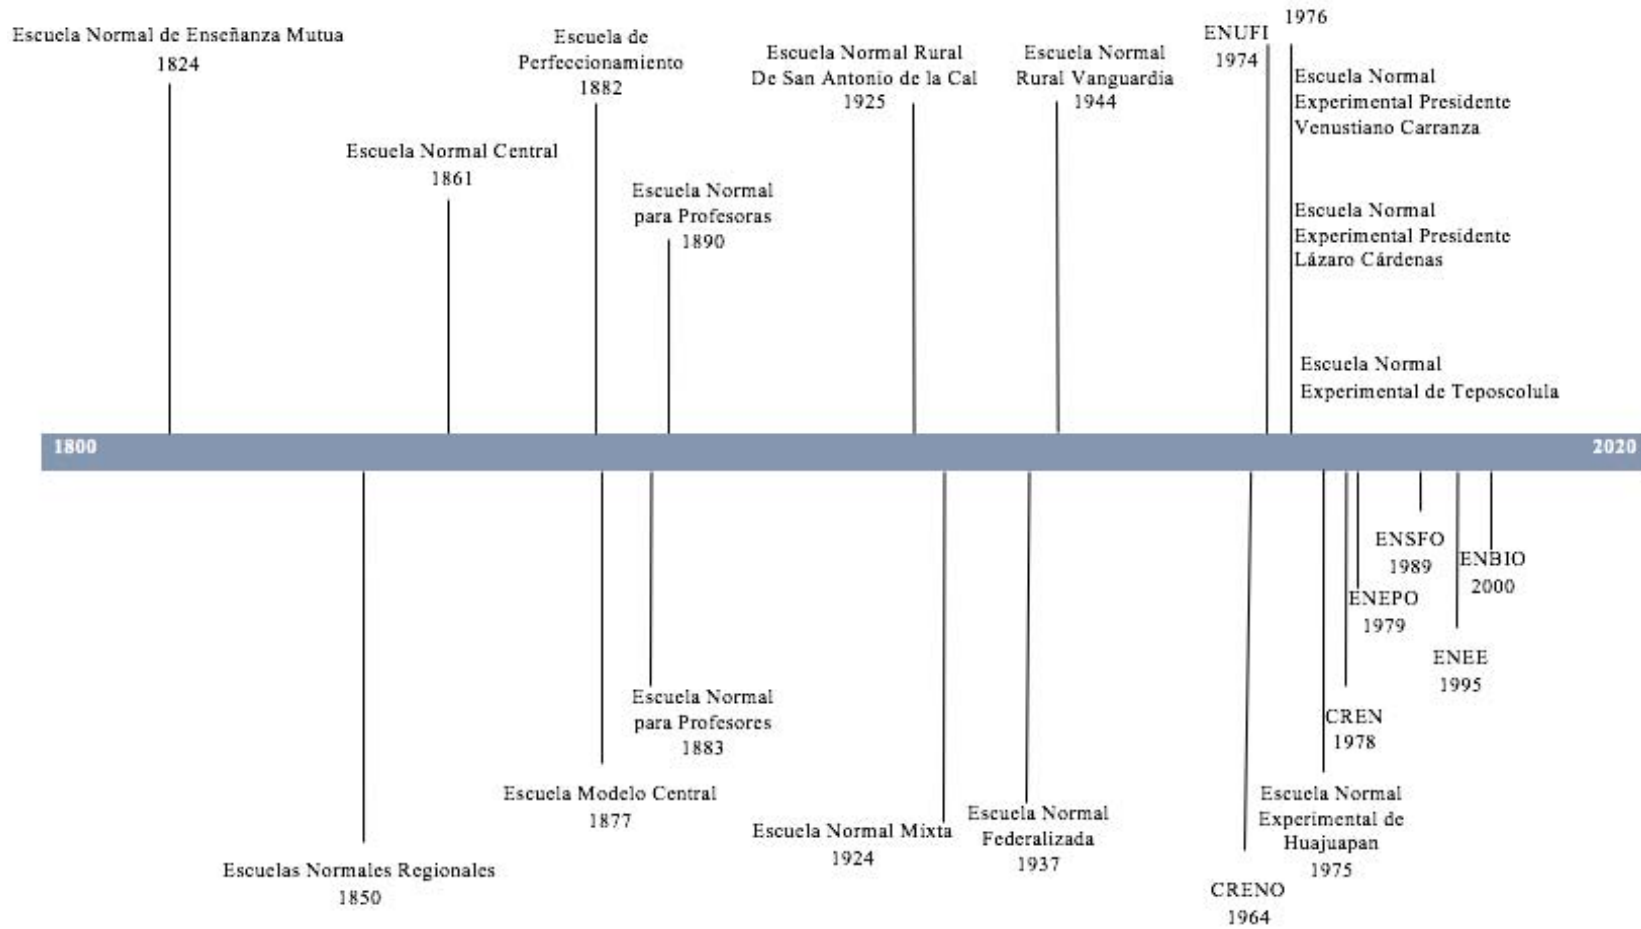 Escuela Normal de Enseñanza Mutua
1824
Escuela Normal Central
1861
Escuela de
Perfeccionamiento
1882
Escuela Normal
para Profesoras
1890
Escuela Normal Rural
De San Antonio de la Cal
1925
Escuela Normal
Rural Vanguardia
1944
ENUFI
1974
1976
Escuela Normal
Experimental Presidente
Venustiano Carranza
Escuela Normal
Experimental Presidente
Lázaro Cárdenas
Escuela Normal
Experimental de Teposcolula
1800
2020
Escuelas Normales Regionales
1850
Escuela Modelo Central
1877
Escuela Normal
para Profesores
1883
Escuela Normal Mixta
1924
Escuela Normal
Federalizada
1937
CRENO
1964
Escuela Normal
Experimental de
Huajuapan
1975
CREN
1978
ENEPO
1979
ENSFO
1989
ENEE
1995
ENBIO
2000